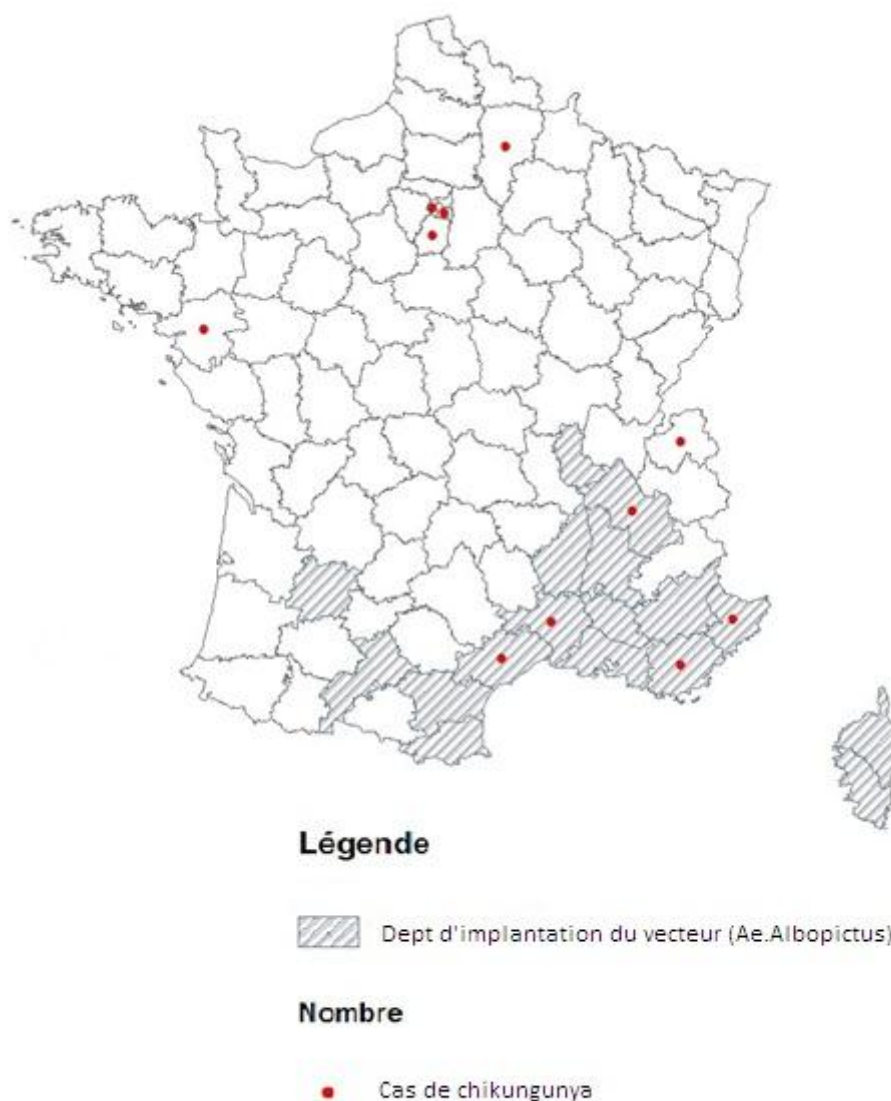 Légende
Dept d'implantation du vecteur (Ae.Albopictus)
Nombre
Cas de chikungunya